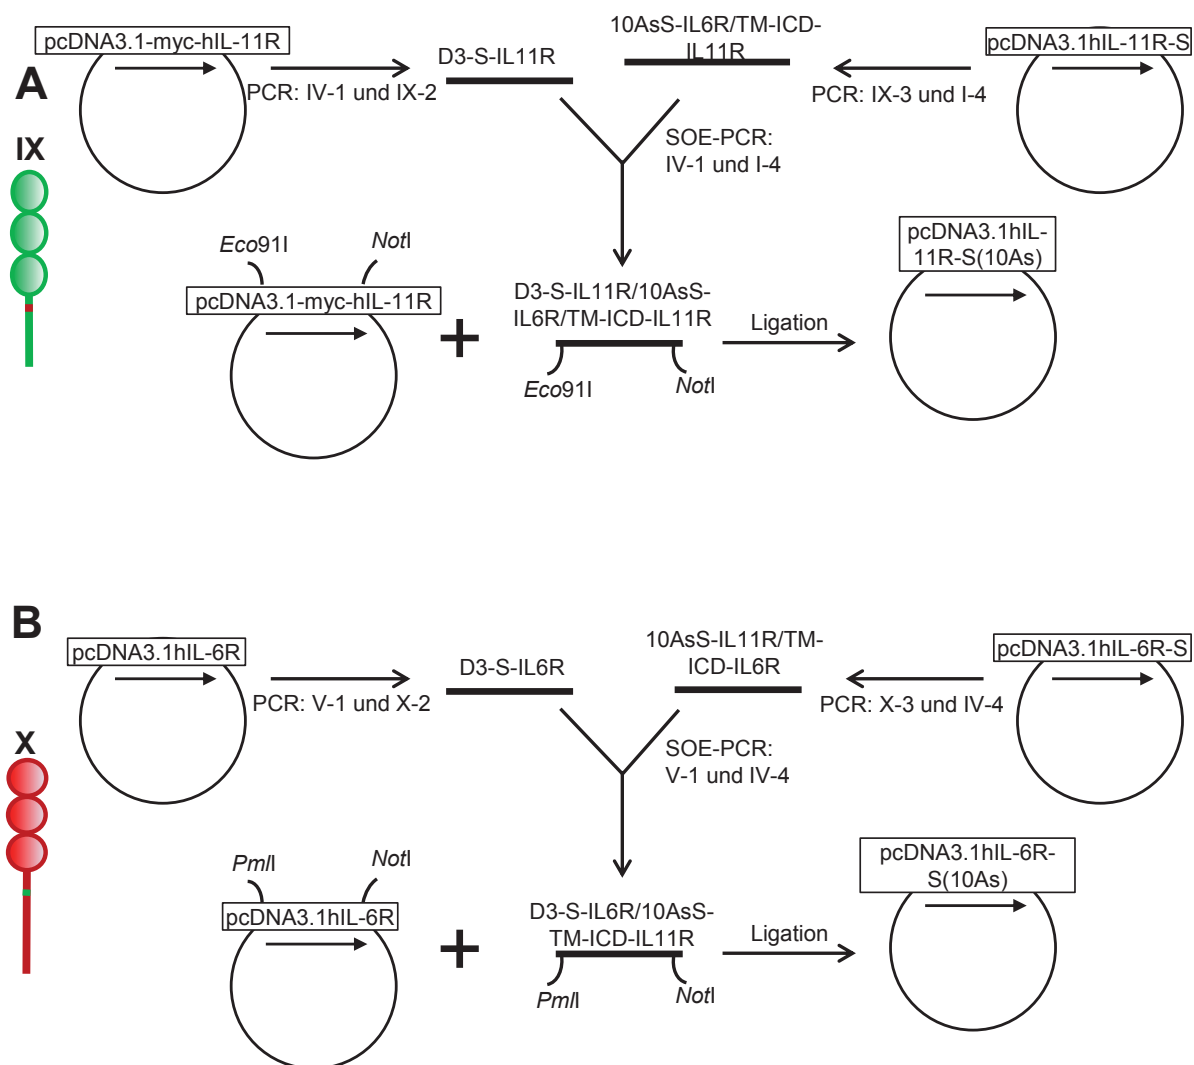 A
IX
pcDNA3.1-myc-hIL-11R
PCR: IV-1 und IX-2
D3-S-IL11R
10AsS-IL6R/TM-ICD-
IL11R
pcDNA3.1hIL-11R-S
PCR: IX-3 und I-4
SOE-PCR:
IV-1 und I-4
Eco91I
NotI
pcDNA3.1-myc-hIL-11R
+
D3-S-IL11R/10AsS-
IL6R/TM-ICD-IL11R
Eco91I
NotI
Ligation
pcDNA3.1hIL-
11R-S(10As)
B
X
pcDNA3.1hIL-6R
PCR: V-1 und X-2
D3-S-IL6R
10AsS-IL11R/TM-
ICD-IL6R
pcDNA3.1hIL-6R-S
PCR: X-3 und IV-4
SOE-PCR:
V-1 und IV-4
PmlI
NotI
pcDNA3.1hIL-6R
+
D3-S-IL6R/10AsS-
TM-ICD-IL11R
PmlI
NotI
Ligation
pcDNA3.1hIL-6R-
S(10As)